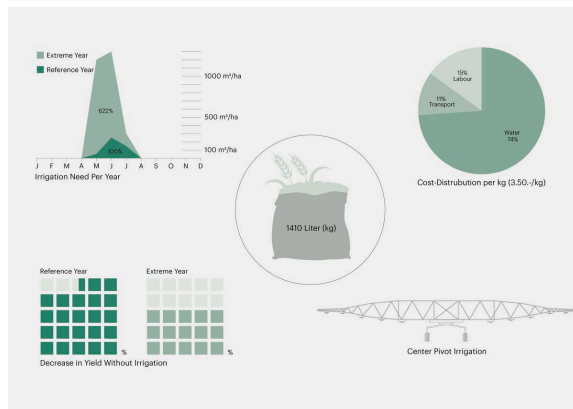 Extreme Year
Reference Year
1000 m³/ha
500 m³/ha
100 m³/ha
622%
100%
J F M A M J J A S O N D
Irrigation Need Per Year
15%
Labour
11%
Transport
Water
74%
Cost-Distrubution per kg (3.50.-/kg)
1410 Liter (kg)
Reference Year
Extreme Year
%
%
Decrease in Yield Without Irrigation
Center Pivot Irrigation